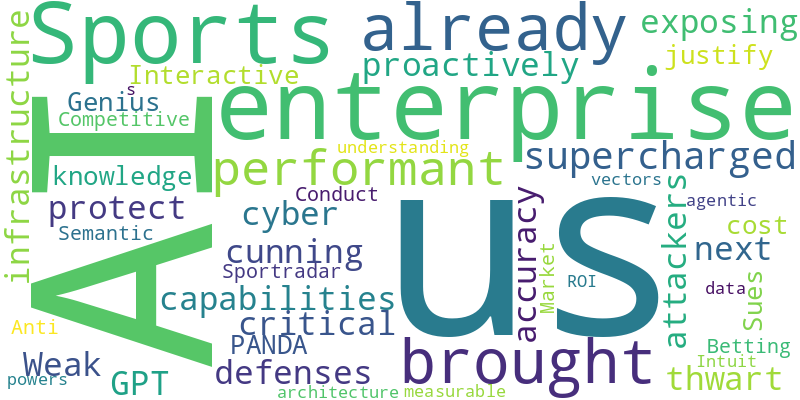 Sports
already
exposing
Interactive
proactively
justify
s
Genius
Competitive
infrastructure
AI
enterprise
understanding
performant
supercharged
knowledge
vectors
Conduct
protect
cyber
us
agentic
Semantic
cunning
accuracy
attackers
cost
next
Sportradar
Market
ROI
data
capabilities
Sues
Anti
critical
PANDA
Betting
Weak
brought
Intuit
powers
GPT
defenses
thwart
architecture
measurable